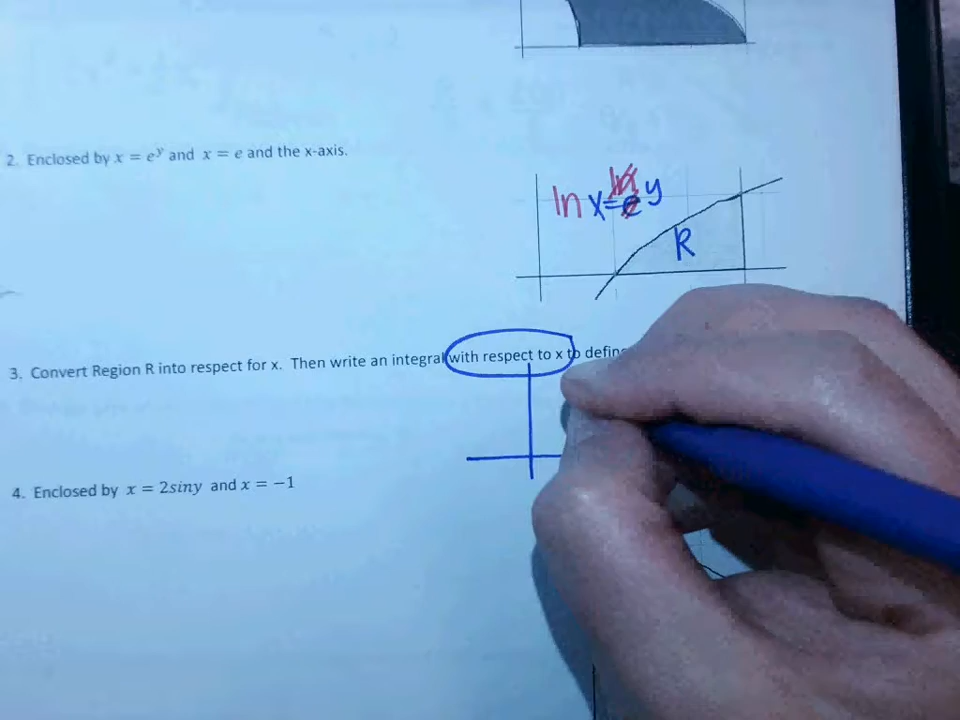 2. Enclosed by x = e^y and x = e and the x-axis.
ln x = ln e y
R
3. Convert Region R into respect for x. Then write an integral with respect to x to
4. Enclosed by x = 2siny and x = −1